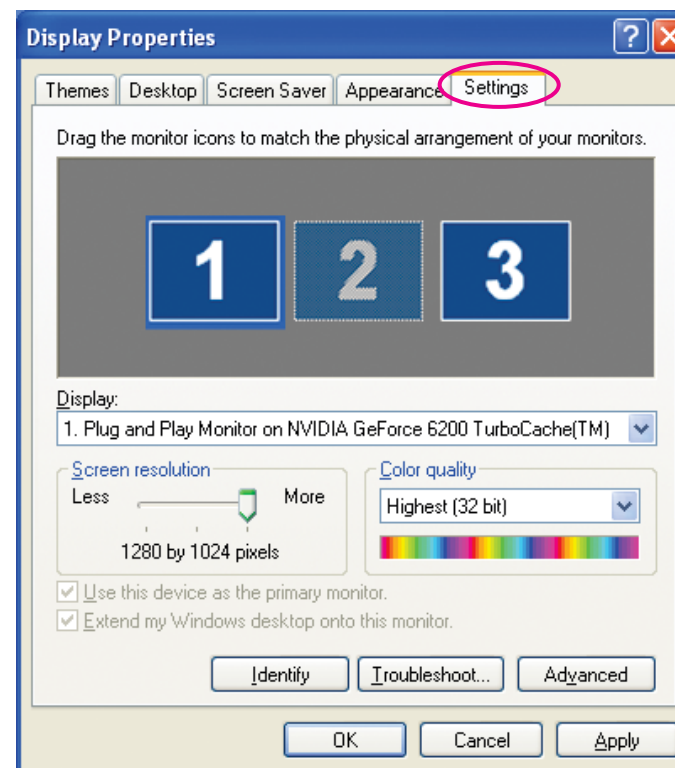 Display Properties
Themes Desktop Screen Saver Appearance Settings
Drag the monitor icons to match the physical arrangement of your monitors.
1 2 3
Display:
1. Plug and Play Monitor on NVIDIA GeForce 6200 TurboCache(TM)
Screen resolution Color quality
Less More Highest (32 bit)
1280 by 1024 pixels
Use this device as the primary monitor.
Extend my Windows desktop onto this monitor.
Identify Troubleshoot... Advanced
OK Cancel Apply